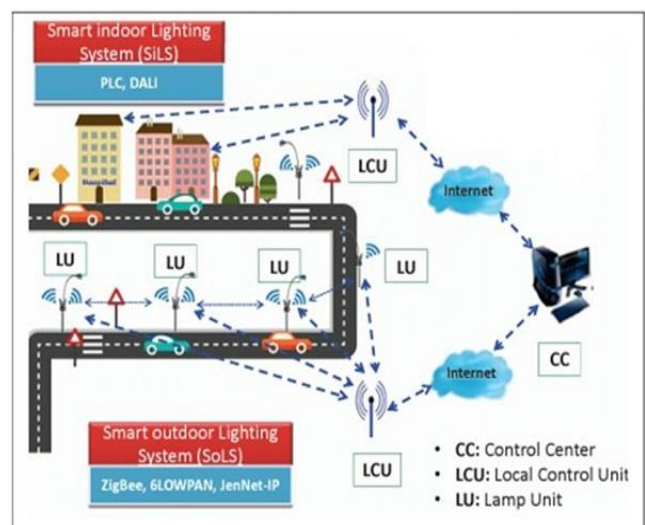 Smart indoor Lighting
System (SiLS)
PLC, DALI
Hospital
LCU
Internet
LU
LU
LU
LU
CC
Internet
LCU
Smart outdoor Lighting
System (SoLS)
ZigBee, 6LOWPAN, JenNet-IP
• CC: Control Center
• LCU: Local Control Unit
• LU: Lamp Unit